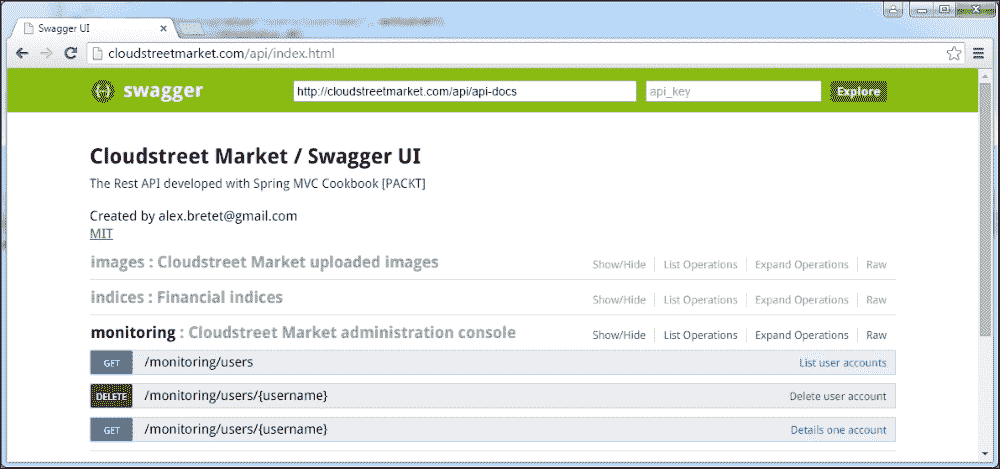 Swagger UI
cloudstreetmarket.com/api/index.html
swagger http://cloudstreetmarket.com/api/api-docs api_key Explore
Cloudstreet Market / Swagger UI
The Rest API developed with Spring MVC Cookbook [PACKT]
Created by alex.bretet@gmail.com
MIT
images : Cloudstreet Market uploaded images Show/Hide List Operations Expand Operations Raw
indices : Financial indices Show/Hide List Operations Expand Operations Raw
monitoring : Cloudstreet Market administration console Show/Hide List Operations Expand Operations Raw
GET /monitoring/users List user accounts
DELETE /monitoring/users/{username} Delete user account
GET /monitoring/users/{username} Details one account